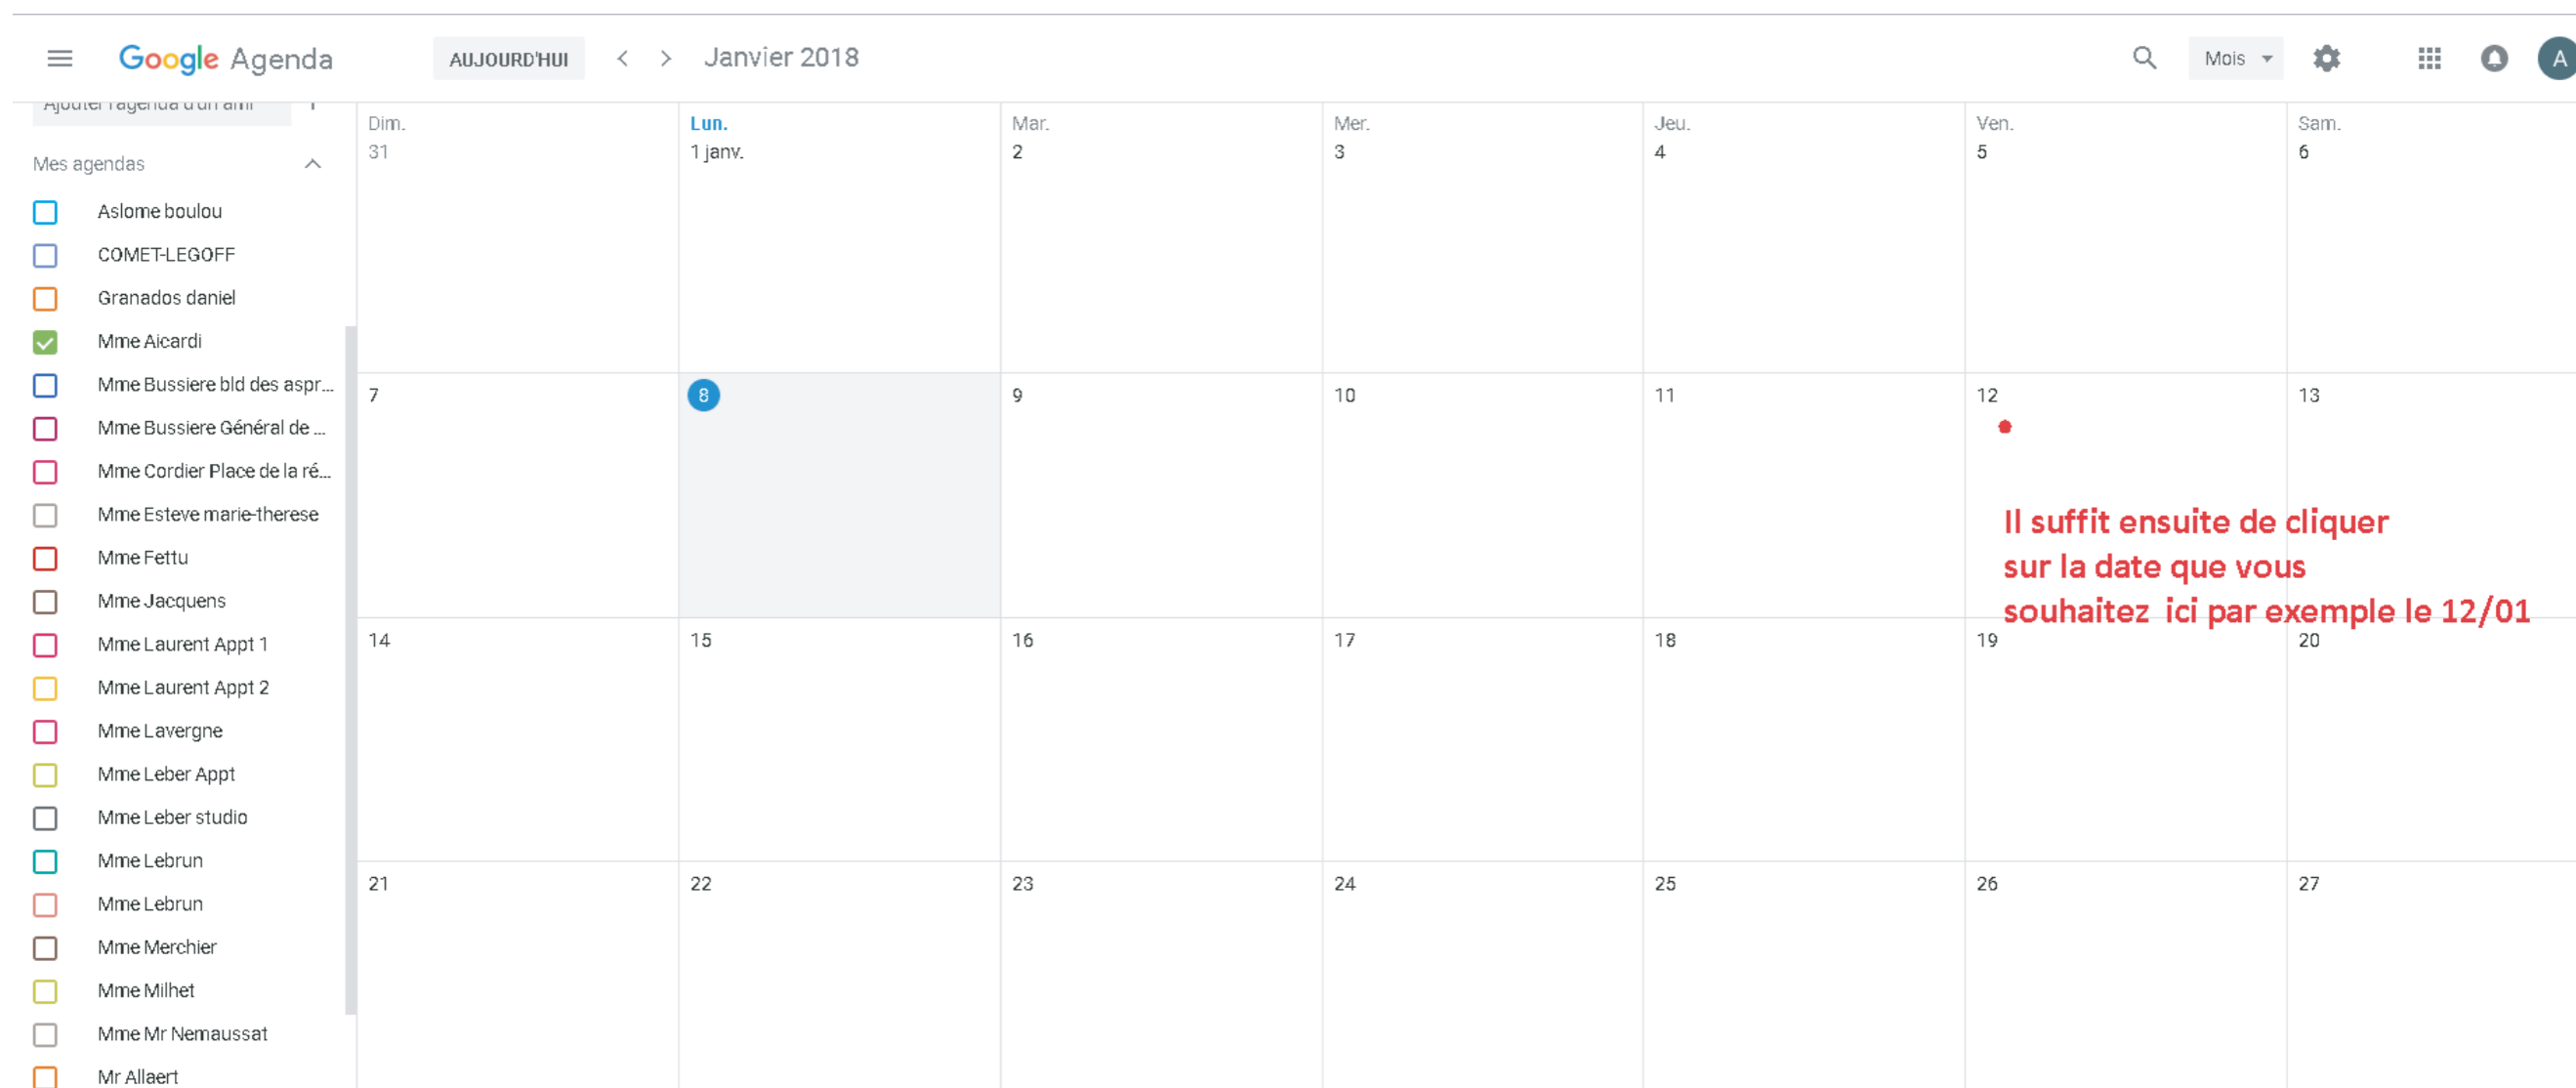 Google Agenda
AUJOURD'HUI
Janvier 2018
Mois
A
Ajouter l'agenda d'un ami
Mes agendas
Aslome boulou
COMET-LEGOFF
Granados daniel
Mme Aicardi
Mme Bussiere bld des aspr...
Mme Bussiere Général de ...
Mme Cordier Place de la ré...
Mme Esteve marie-therese
Mme Fettu
Mme Jacquens
Mme Laurent Appt 1
Mme Laurent Appt 2
Mme Lavergne
Mme Leber Appt
Mme Leber studio
Mme Lebrun
Mme Lebrun
Mme Merchier
Mme Milhet
Mme Mr Nemaussat
Mr Allaert
Dim. Lun. Mar. Mer. Jeu. Ven. Sam.
31 1 janv. 2 3 4 5 6
7 8 9 10 11 12 13
Il suffit ensuite de cliquer
sur la date que vous
souhaitez ici par exemple le 12/01
14 15 16 17 18 19 20
21 22 23 24 25 26 27